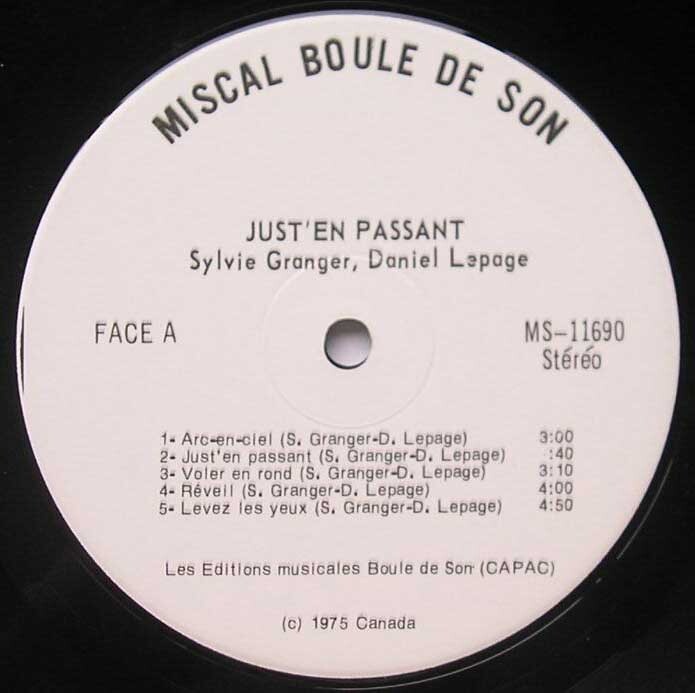 MISCAL BOULE DE SON
JUST'EN PASSANT
Sylvie Granger, Daniel Lepage
FACE A
MS-11690
Stéréo
1- Arc-en-ciel (S. Granger-D. Lepage) 3:00
2- Just'en passant (S. Granger-D. Lepage) :40
3- Voler en rond (S. Granger-D. Lepage) 3:10
4- Réveil (S. Granger-D. Lepage) 4:00
5- Levez les yeux (S. Granger-D. Lepage) 4:50
Les Editions musicales Boule de Son (CAPAC)
(c) 1975 Canada